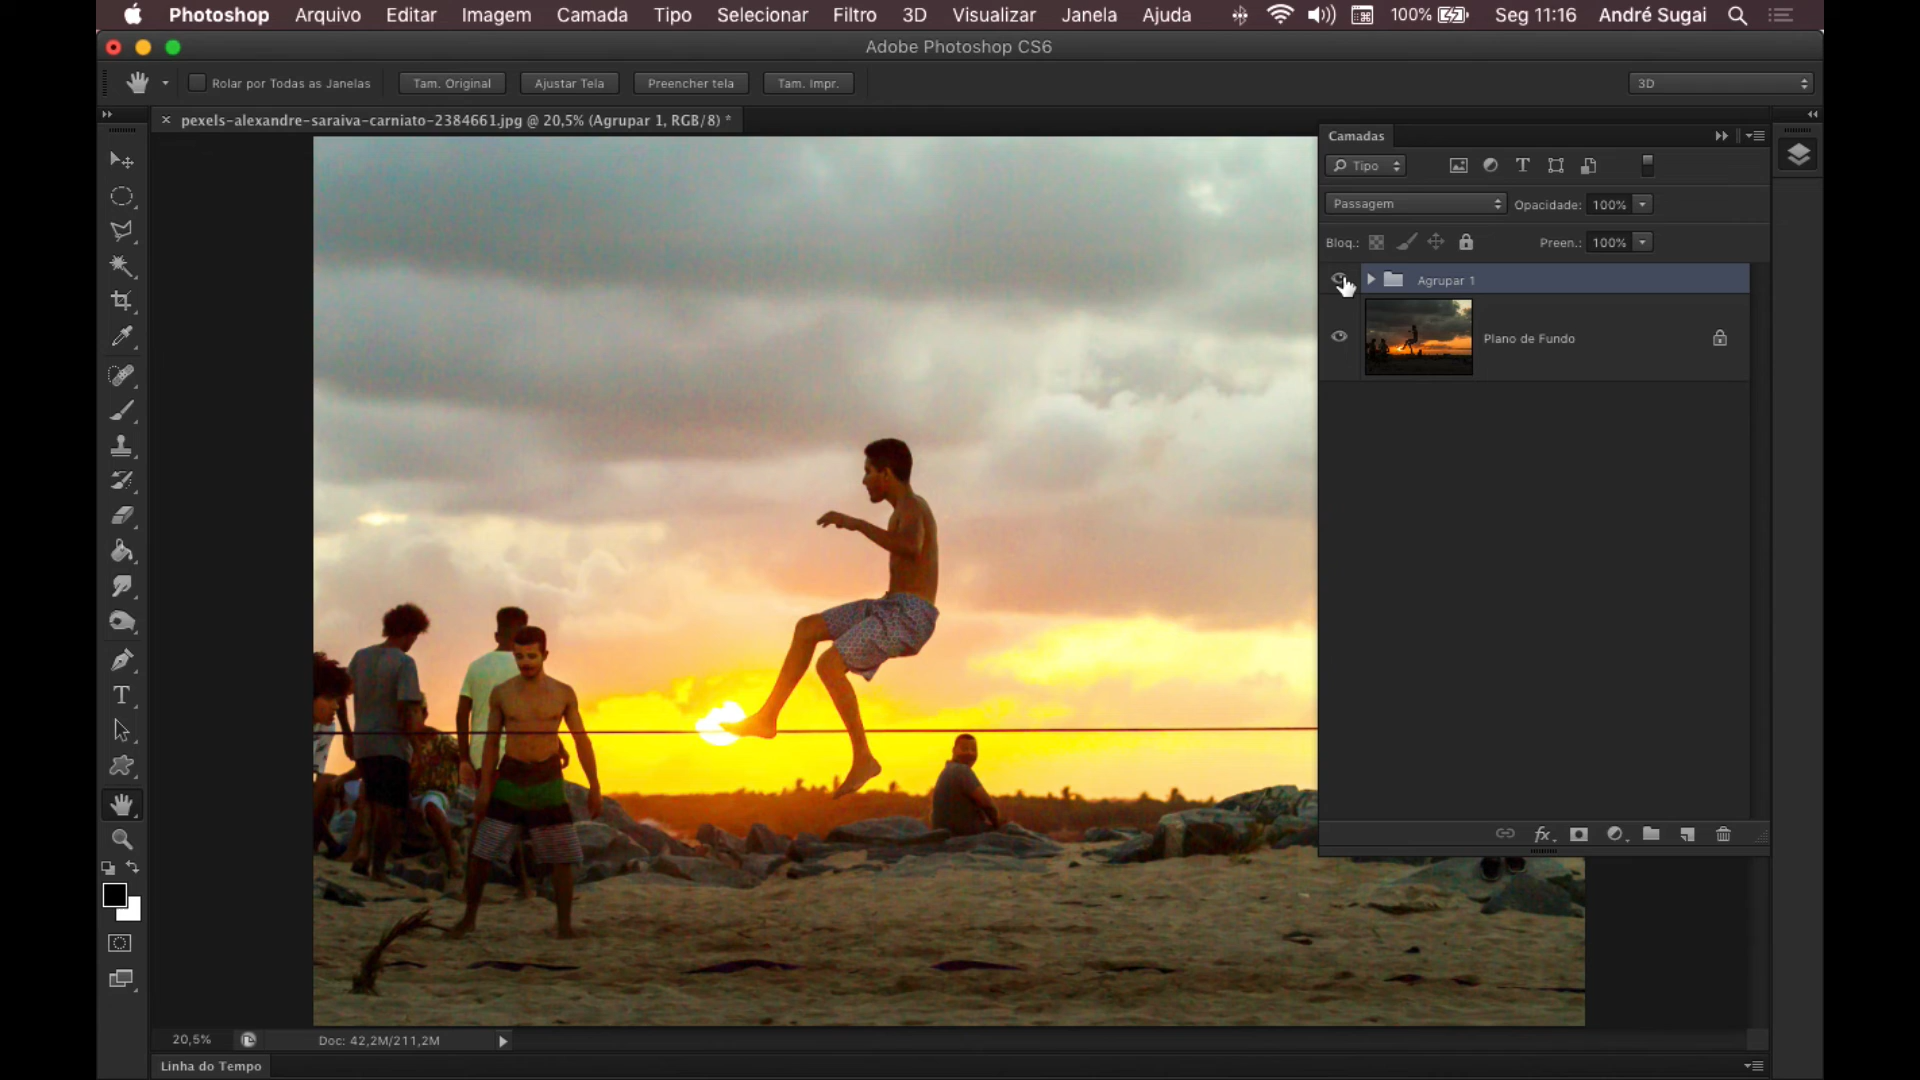 Photoshop Arquivo Editar Imagem Camada Tipo Selecionar Filtro 3D Visualizar Janela Ajuda 100% Seg 11:16 André Sugai
Adobe Photoshop CS6
Rolar por Todas as Janelas Tam. Original Ajustar Tela Preencher tela Tam. Impr. 3D
× pexels-alexandre-saraiva-carniato-2384661.jpg @ 20,5% (Agrupar 1, RGB/8) *
Camadas
Tipo
Passagem Opacidade: 100%
Bloq.: Preen.: 100%
Agrupar 1
Plano de Fundo
fx
20,5% Doc: 42,2M/211,2M
Linha do Tempo